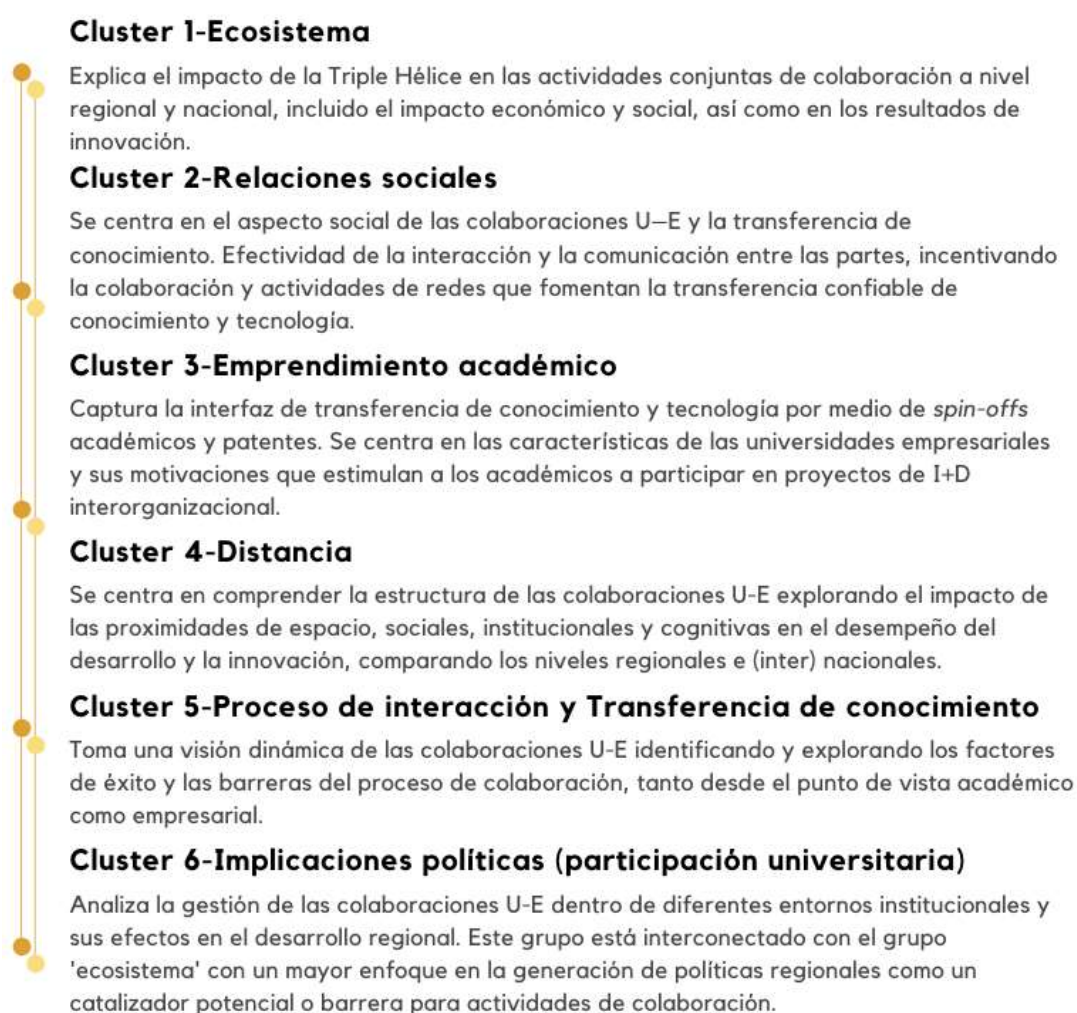 Cluster 1-Ecosistema
Explica el impacto de la Triple Hélice en las actividades conjuntas de colaboración a nivel
regional y nacional, incluido el impacto económico y social, así como en los resultados de
innovación.
Cluster 2-Relaciones sociales
Se centra en el aspecto social de las colaboraciones U—E y la transferencia de
conocimiento. Efectividad de la interacción y la comunicación entre las partes, incentivando
la colaboración y actividades de redes que fomentan la transferencia confiable de
conocimiento y tecnología.
Cluster 3-Emprendimiento académico
Captura la interfaz de transferencia de conocimiento y tecnología por medio de spin-offs
académicos y patentes. Se centra en las características de las universidades empresariales
y sus motivaciones que estimulan a los académicos a participar en proyectos de I+D
interorganizacional.
Cluster 4-Distancia
Se centra en comprender la estructura de las colaboraciones U-E explorando el impacto de
las proximidades de espacio, sociales, institucionales y cognitivas en el desempeño del
desarrollo y la innovación, comparando los niveles regionales e (inter) nacionales.
Cluster 5-Proceso de interacción y Transferencia de conocimiento
Toma una visión dinámica de las colaboraciones U-E identificando y explorando los factores
de éxito y las barreras del proceso de colaboración, tanto desde el punto de vista académico
como empresarial.
Cluster 6-Implicaciones políticas (participación universitaria)
Analiza la gestión de las colaboraciones U-E dentro de diferentes entornos institucionales y
sus efectos en el desarrollo regional. Este grupo está interconectado con el grupo
'ecosistema' con un mayor enfoque en la generación de políticas regionales como un
catalizador potencial o barrera para actividades de colaboración.